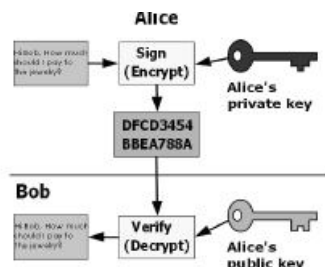 Alice
Hi Bob, How much
should I pay to
the jewelry?
Sign
(Encrypt)
Alice's
private key
DFCD3454
BBEA788A
Bob
Hi Bob, How much
should I pay to
the jewelry?
Verify
(Decrypt)
Alice's
public key